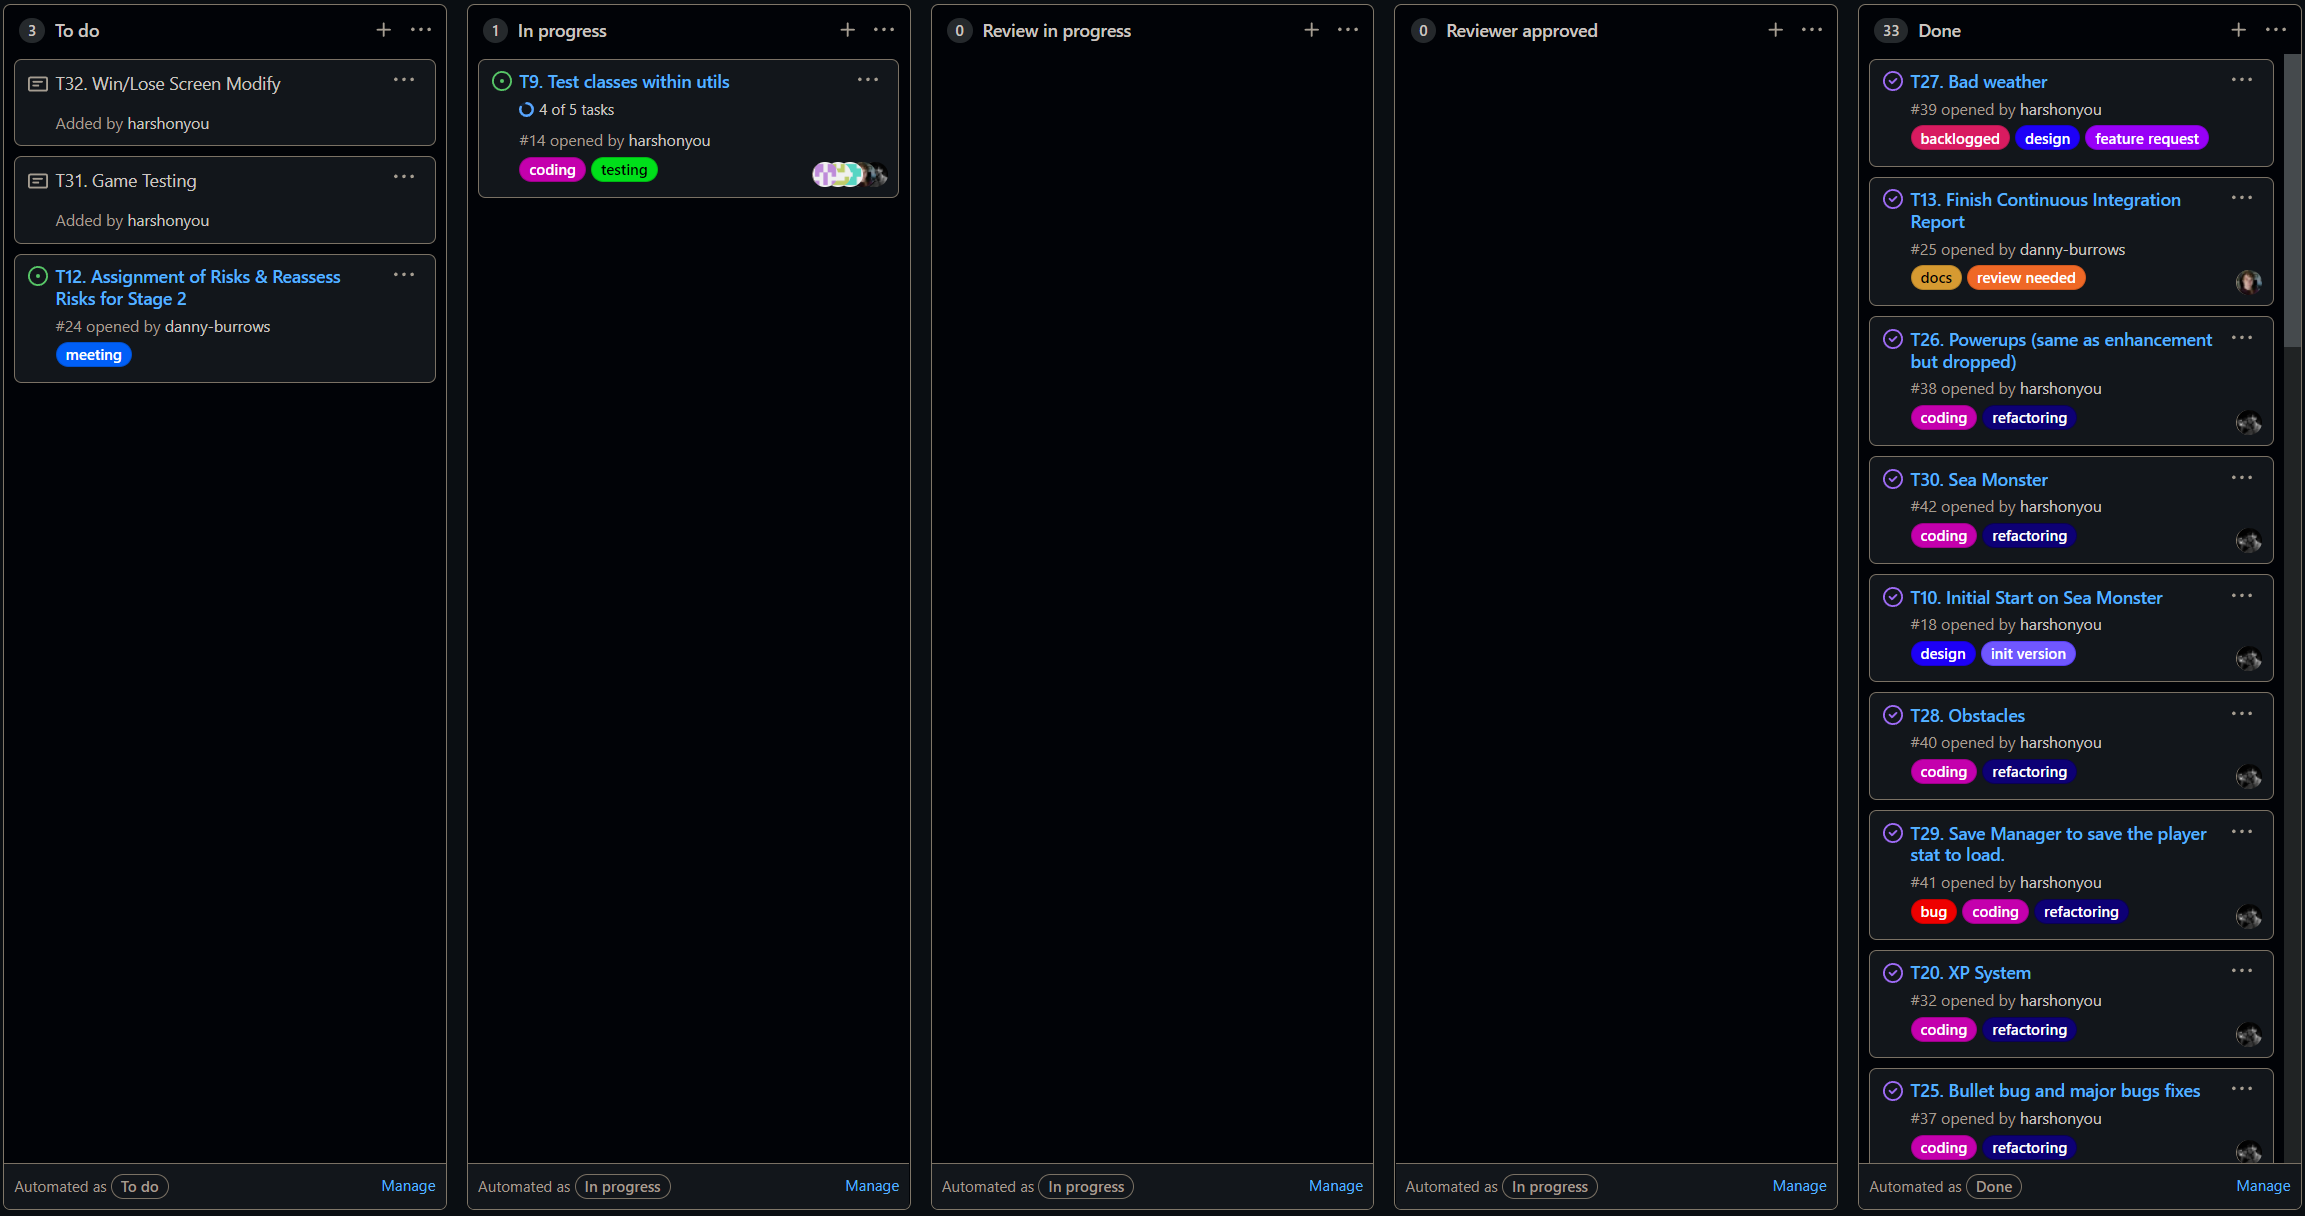 3 To do
T32. Win/Lose Screen Modify
Added by harshonyou
T31. Game Testing
Added by harshonyou
T12. Assignment of Risks & Reassess
Risks for Stage 2
#24 opened by danny-burrows
meeting
Automated as To do Manage
1 In progress
T9. Test classes within utils
4 of 5 tasks
#14 opened by harshonyou
coding testing
Automated as In progress Manage
0 Review in progress
Automated as In progress Manage
0 Reviewer approved
Automated as In progress Manage
33 Done
T27. Bad weather
#39 opened by harshonyou
backlogged design feature request
T13. Finish Continuous Integration
Report
#25 opened by danny-burrows
docs review needed
T26. Powerups (same as enhancement
but dropped)
#38 opened by harshonyou
coding refactoring
T30. Sea Monster
#42 opened by harshonyou
coding refactoring
T10. Initial Start on Sea Monster
#18 opened by harshonyou
design init version
T28. Obstacles
#40 opened by harshonyou
coding refactoring
T29. Save Manager to save the player
stat to load.
#41 opened by harshonyou
bug coding refactoring
T20. XP System
#32 opened by harshonyou
coding refactoring
T25. Bullet bug and major bugs fixes
#37 opened by harshonyou
coding refactoring
Automated as Done Manage